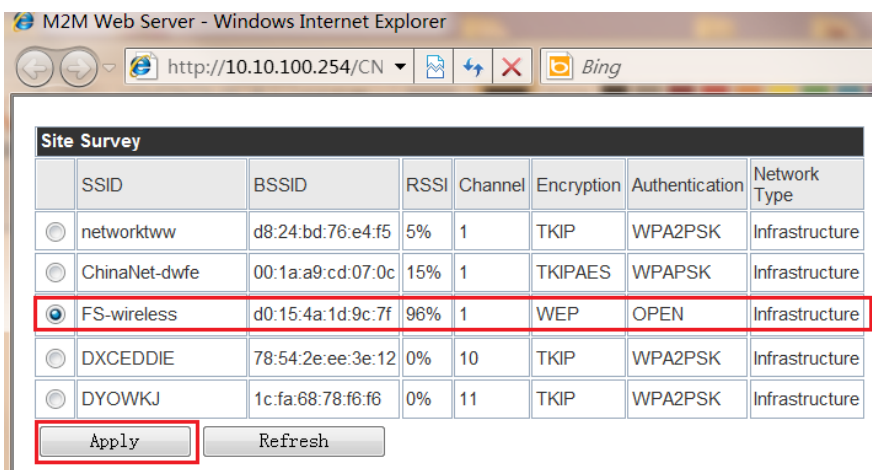 M2M Web Server - Windows Internet Explorer
http://10.10.100.254/CN Bing
Site Survey
SSID BSSID RSSI Channel Encryption Authentication Network Type
networktww d8:24:bd:76:e4:f5 5% 1 TKIP WPA2PSK Infrastructure
ChinaNet-dwfe 00:1a:a9:cd:07:0c 15% 1 TKIPAES WPAPSK Infrastructure
FS-wireless d0:15:4a:1d:9c:7f 96% 1 WEP OPEN Infrastructure
DXCEDDIE 78:54:2e:ee:3e:12 0% 10 TKIP WPA2PSK Infrastructure
DYOWKJ 1c:fa:68:78:f6:f6 0% 11 TKIP WPA2PSK Infrastructure
Apply Refresh